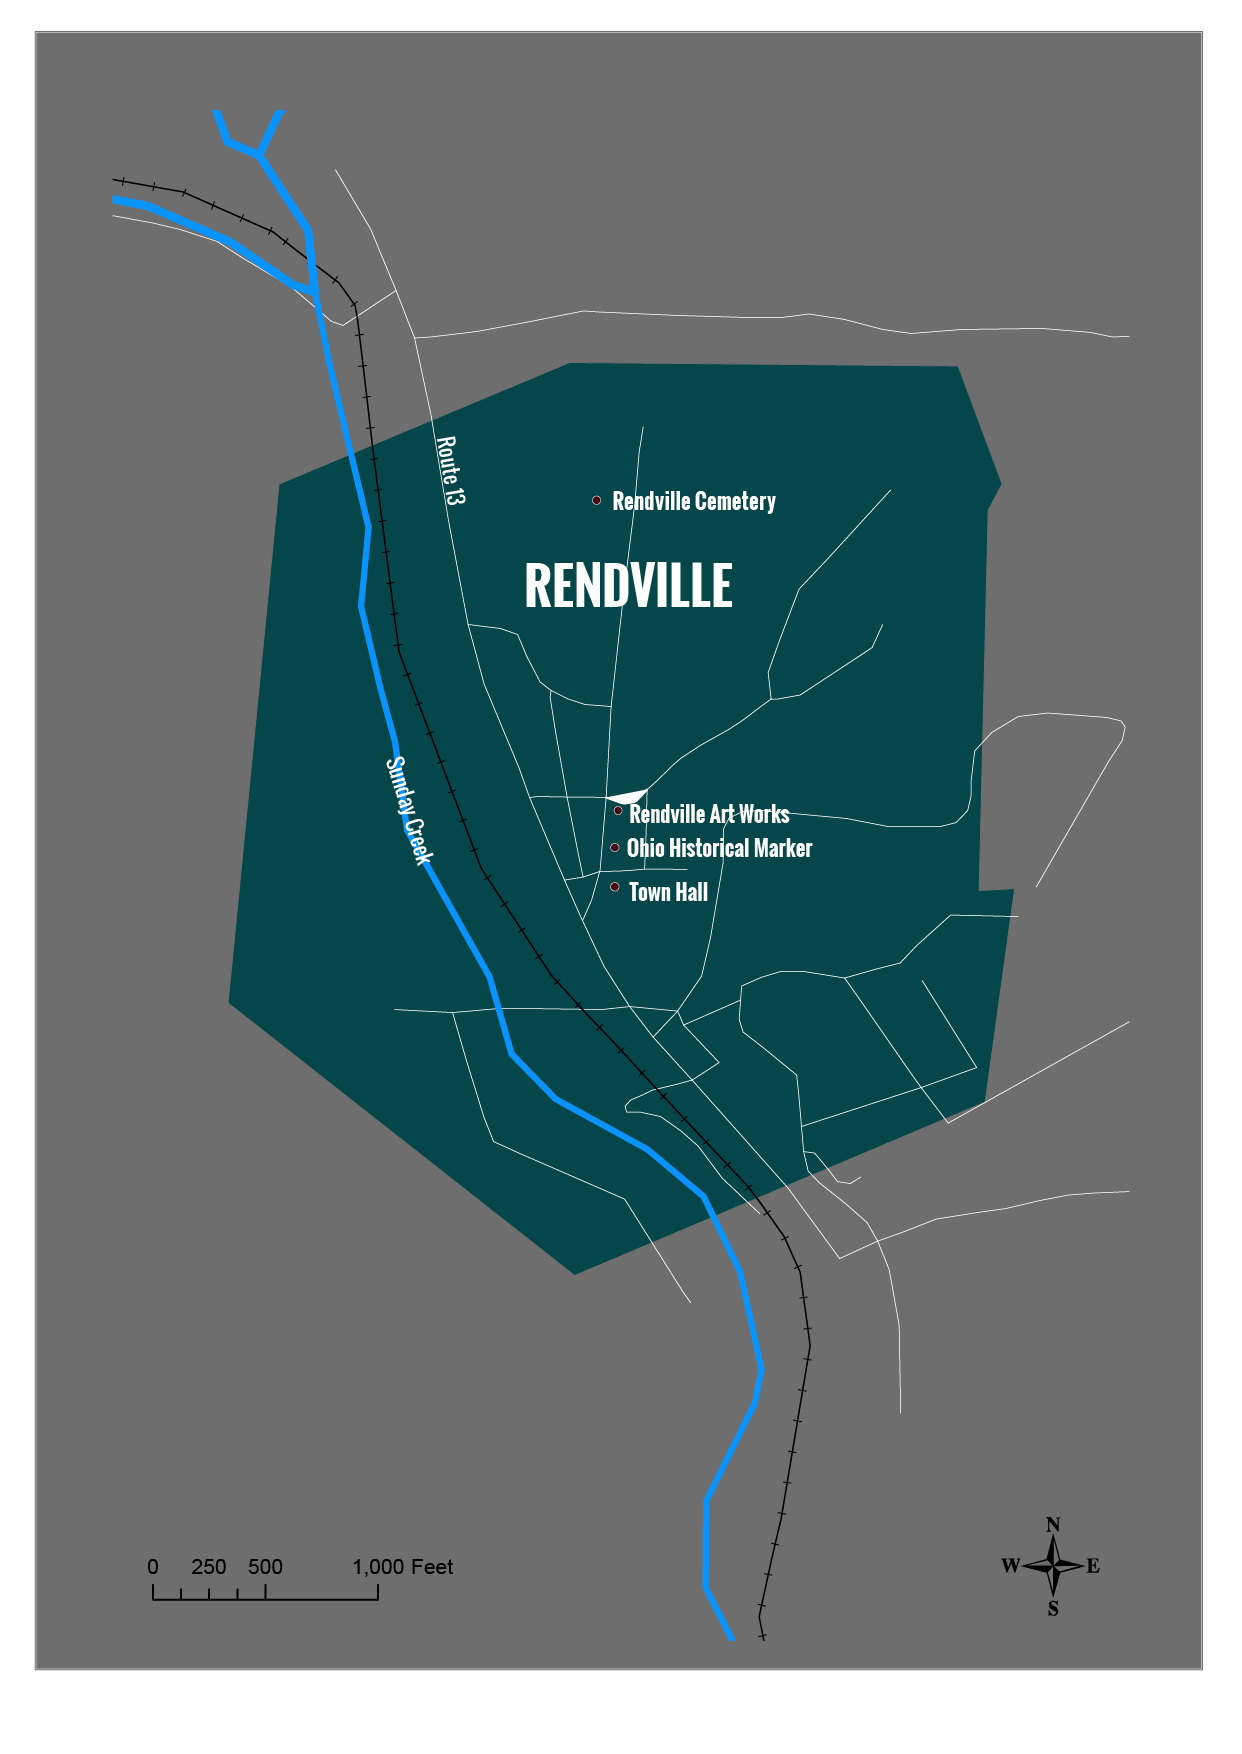 Route 13
Rendville Cemetery
RENDVILLE
Sunday Creek
Rendville Art Works
Ohio Historical Marker
Town Hall
N
W E
S
0 250 500 1,000 Feet